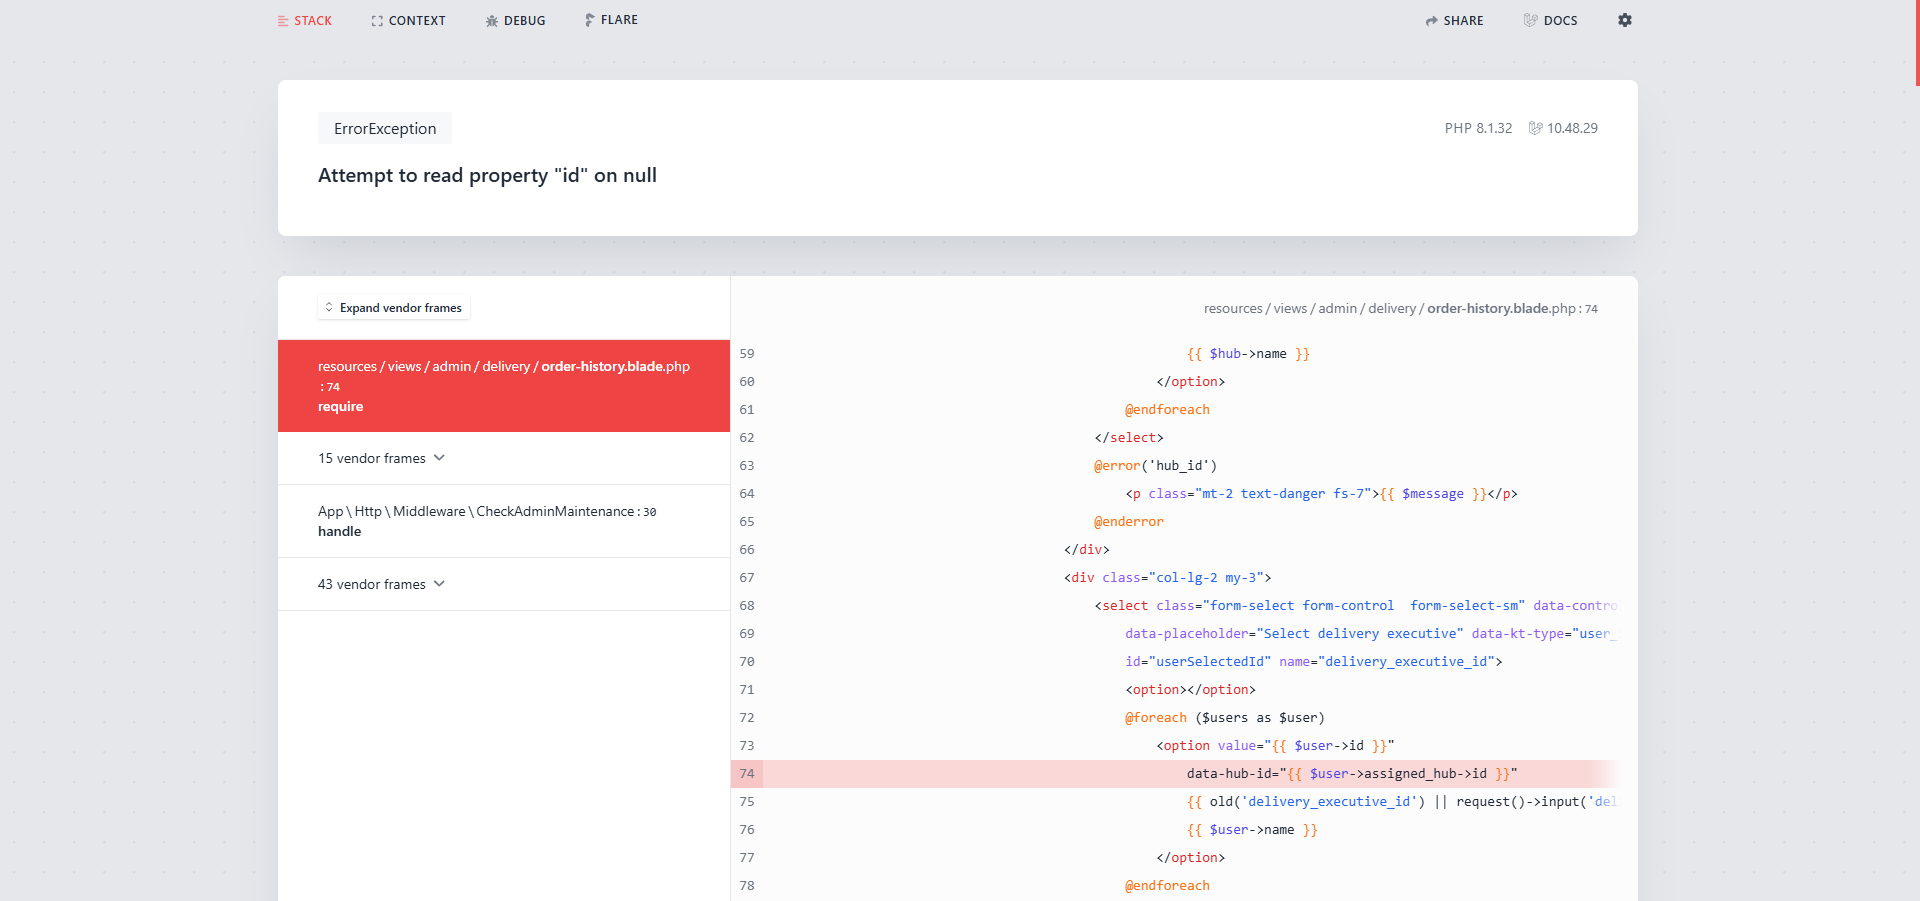 STACK CONTEXT DEBUG FLARE SHARE DOCS
ErrorException
PHP 8.1.32 10.48.29
Attempt to read property "id" on null
Expand vendor frames
resources / views / admin / delivery / order-history.blade.php
: 74
require
15 vendor frames
App \ Http \ Middleware \ CheckAdminMaintenance : 30
handle
43 vendor frames
resources / views / admin / delivery / order-history.blade.php : 74
59 {{ $hub->name }}
60 </option>
61 @endforeach
62 </select>
63 @error('hub_id')
64 <p class="mt-2 text-danger fs-7">{{ $message }}</p>
65 @enderror
66 </div>
67 <div class="col-lg-2 my-3">
68 <select class="form-select form-control  form-select-sm" data-contro
69 data-placeholder="Select delivery executive" data-kt-type="user_
70 id="userSelectedId" name="delivery_executive_id">
71 <option></option>
72 @foreach ($users as $user)
73 <option value="{{ $user->id }}"
74 data-hub-id="{{ $user->assigned_hub->id }}"
75 {{ old('delivery_executive_id') || request()->input('del
76 {{ $user->name }}
77 </option>
78 @endforeach